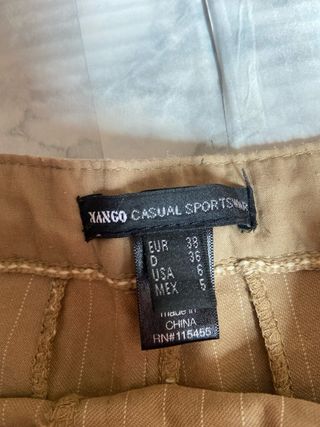 MANGO CASUAL SPORTSWEAR
EUR 38
D 36
USA 6
MEX 5
made in
CHINA
RN#115455